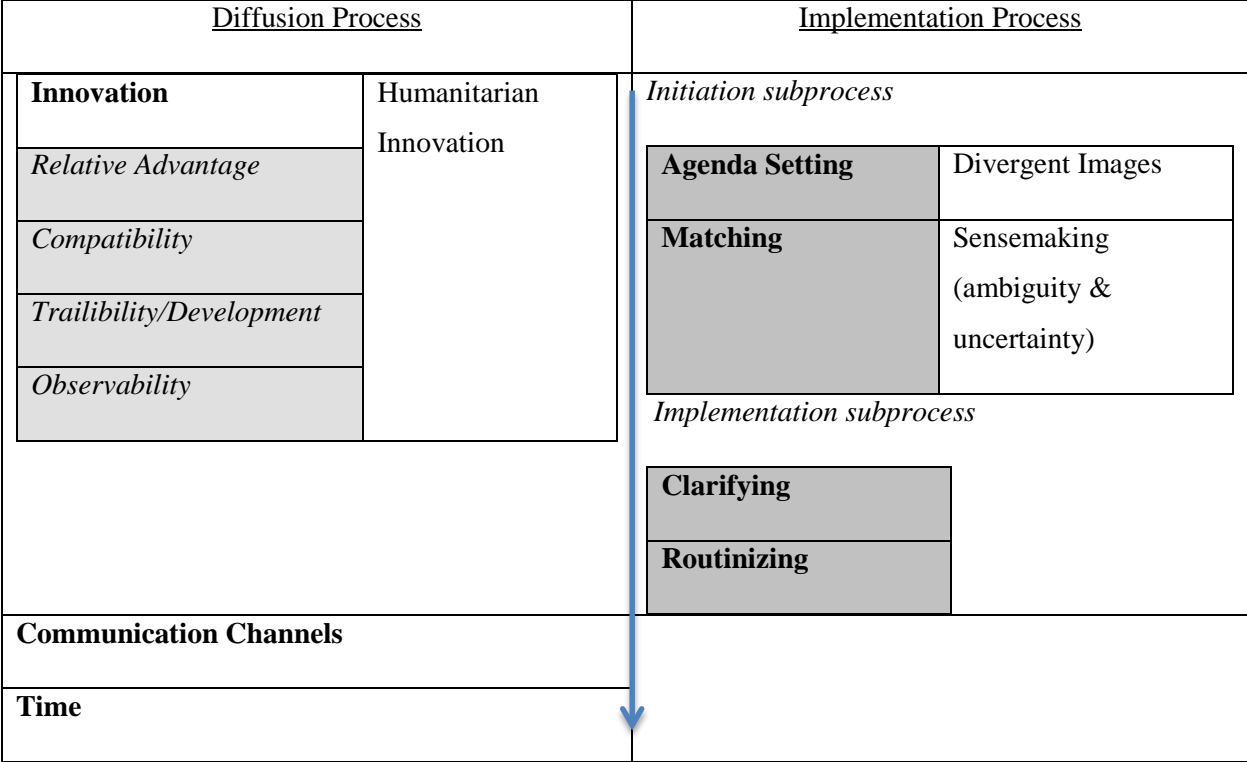 Diffusion Process
Implementation Process
Innovation
Humanitarian
Innovation
Relative Advantage
Compatibility
Trailibility/Development
Observability
Initiation subprocess
Agenda Setting
Divergent Images
Matching
Sensemaking
(ambiguity &
uncertainty)
Implementation subprocess
Clarifying
Routinizing
Communication Channels
Time